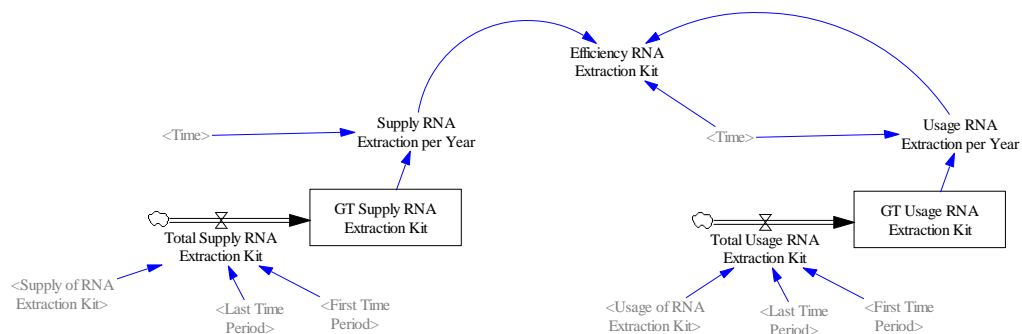 Efficiency RNA
Extraction Kit
<Time>
Supply RNA
Extraction per Year
<Time>
Usage RNA
Extraction per Year
GT Supply RNA
Extraction Kit
GT Usage RNA
Extraction Kit
Total Supply RNA
Extraction Kit
Total Usage RNA
Extraction Kit
<Supply of RNA
Extraction Kit>
<Last Time
Period>
<First Time
Period>
<Usage of RNA
Extraction Kit>
<Last Time
Period>
<First Time
Period>